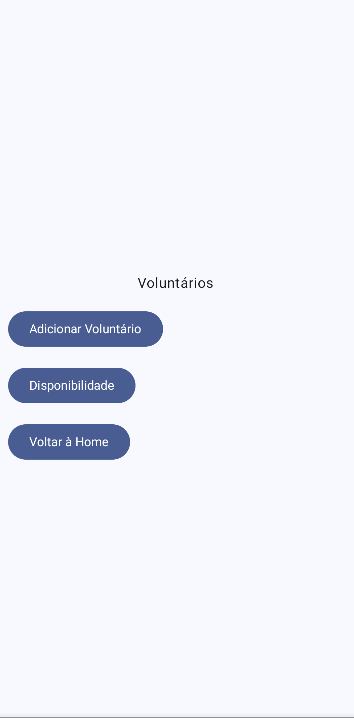 Voluntários
Adicionar Voluntário
Disponibilidade
Voltar à Home